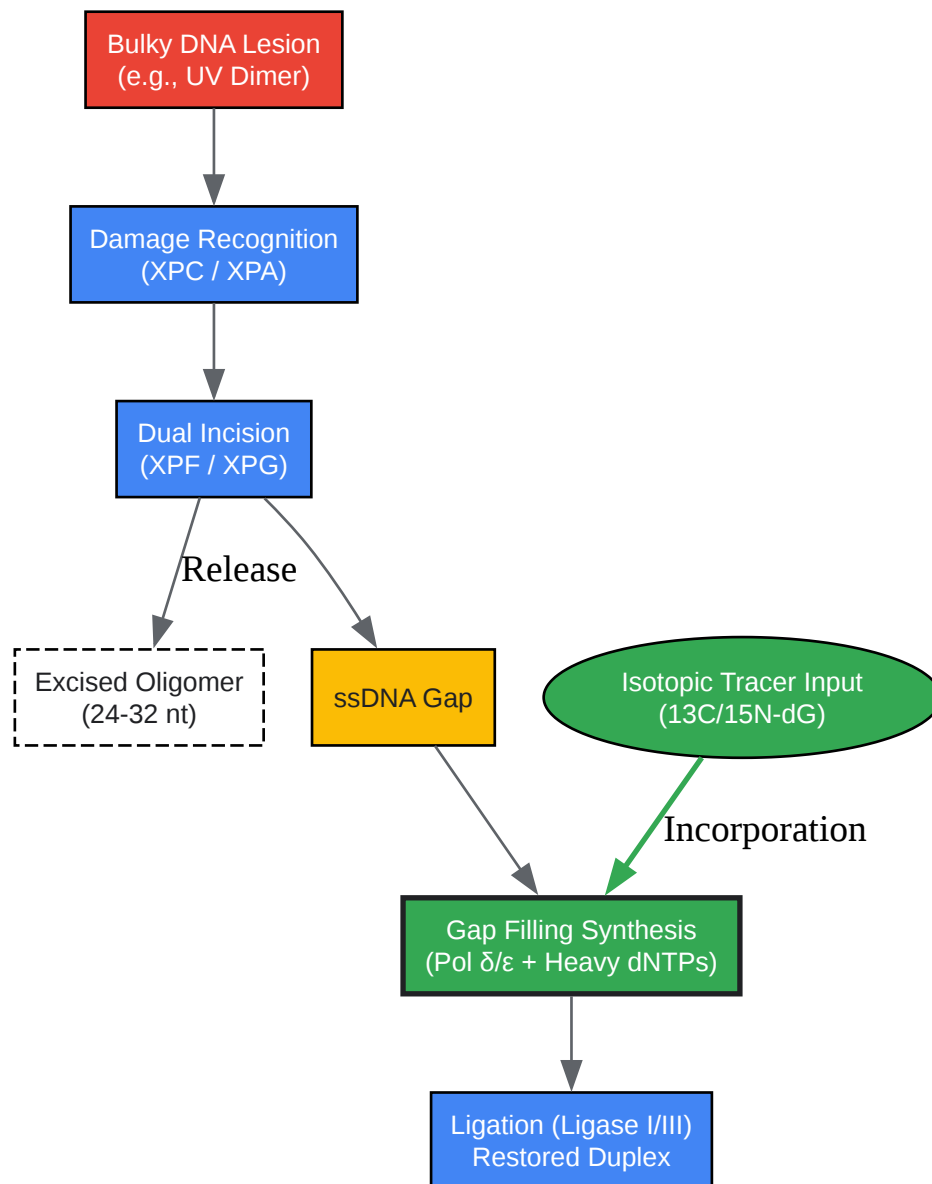 Bulky DNA Lesion
(e.g., UV Dimer)
Damage Recognition
(XPC / XPA)
Dual Incision
(XPF / XPG)
Release
Excised Oligomer
(24-32 nt)
ssDNA Gap
Isotopic Tracer Input
(13C/15N-dG)
Incorporation
Gap Filling Synthesis
(Pol δ/ε + Heavy dNTPs)
Ligation (Ligase I/III)
Restored Duplex